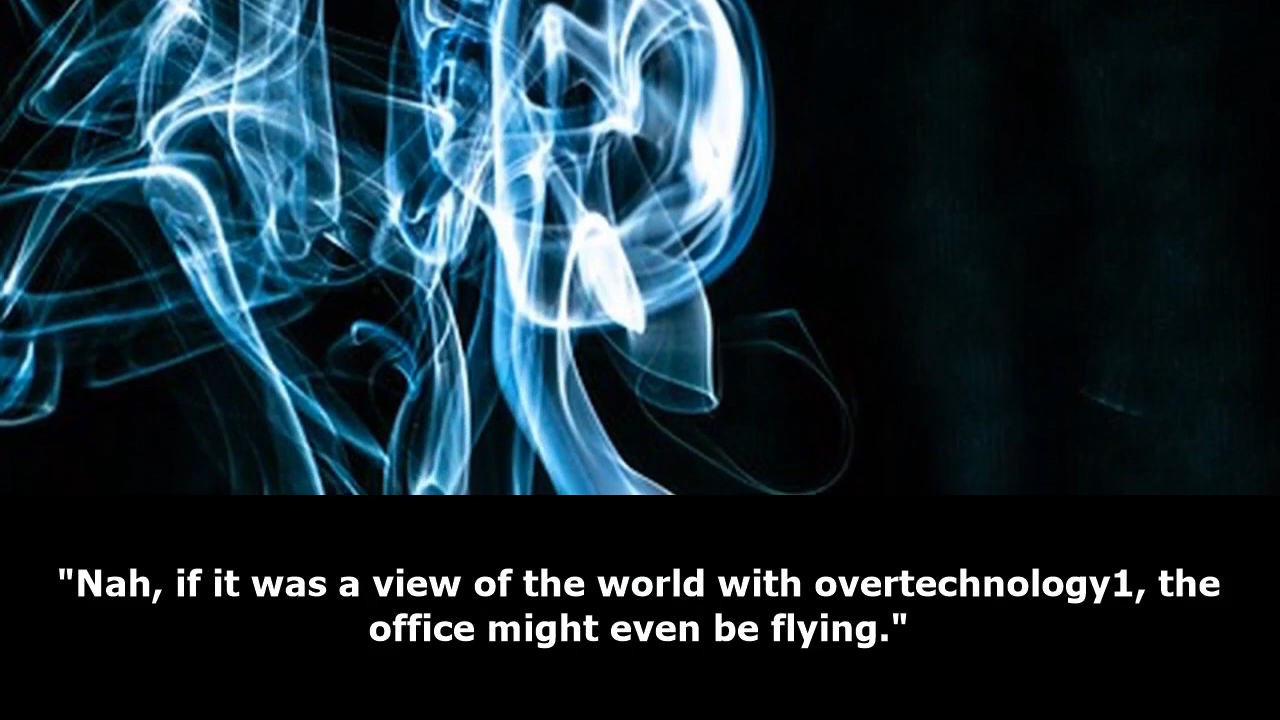 "Nah, if it was a view of the world with overtechnology1, the
office might even be flying."